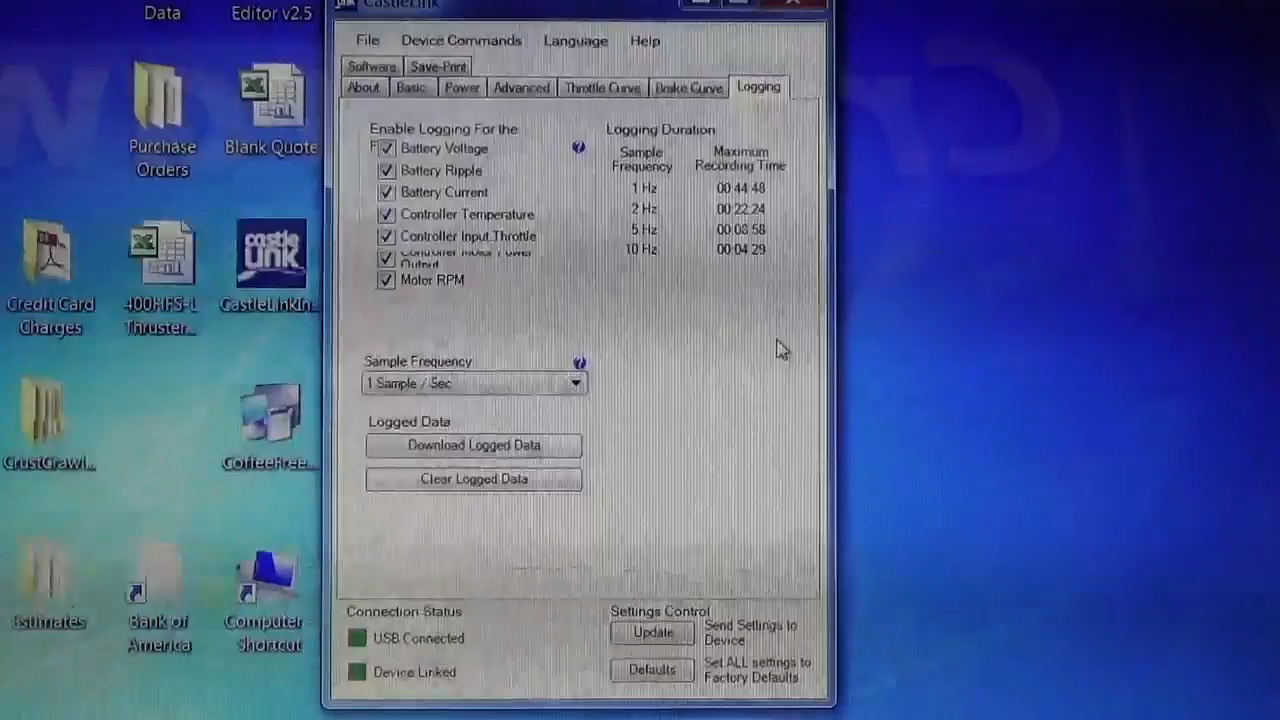 Data
Editor v2.5
Purchase
Orders
Blank Quote
Credit Card
Charges
400HFS-L
Thruster...
castle
LINK
CastleLinkIn...
CrustCrawl...
CoffeeFree...
Estimates
Bank of
America
Computer
Shortcut
CastleLink
File Device Commands Language Help
Software Save-Print
About Basic Power Advanced Throttle Curve Brake Curve Logging
Enable Logging For the
Battery Voltage
Battery Ripple
Battery Current
Controller Temperature
Controller Input Throttle
Controller Motor Power
Output
Motor RPM
Logging Duration
Sample Frequency
Maximum Recording Time
1 Hz 00:44:48
2 Hz 00:22:24
5 Hz 00:08:58
10 Hz 00:04:29
Sample Frequency
1 Sample / Sec
Logged Data
Download Logged Data
Clear Logged Data
Connection Status
USB Connected
Device Linked
Settings Control
Update
Send Settings to
Device
Defaults
Set ALL settings to
Factory Defaults